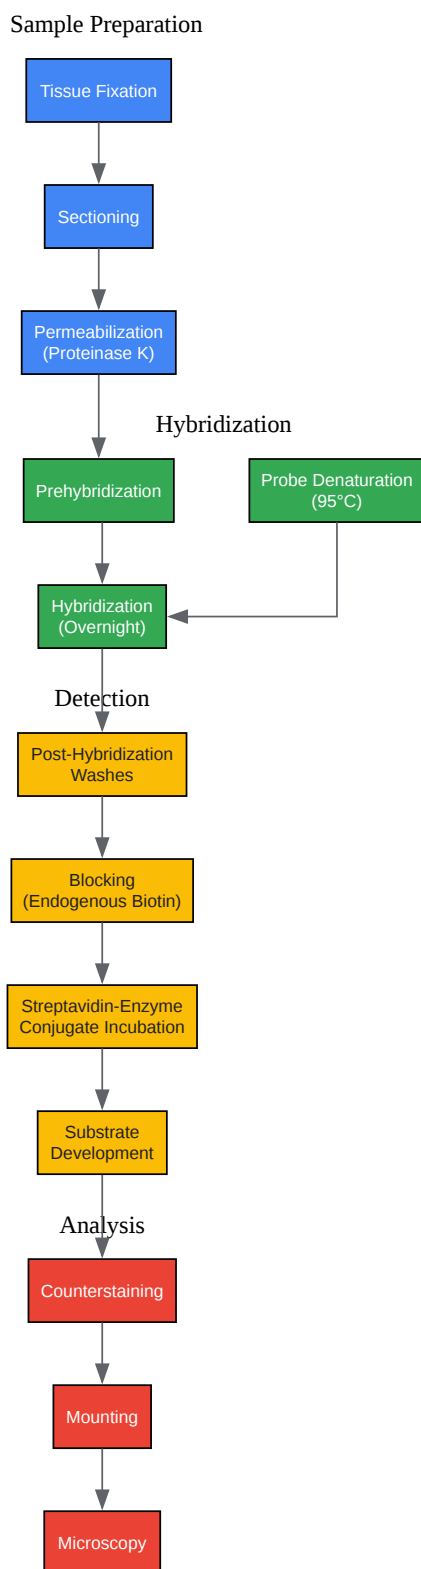 Sample Preparation
Tissue Fixation
Sectioning
Permeabilization
(Proteinase K)
Hybridization
Prehybridization
Probe Denaturation
(95°C)
Hybridization
(Overnight)
Detection
Post-Hybridization
Washes
Blocking
(Endogenous Biotin)
Streptavidin-Enzyme
Conjugate Incubation
Substrate
Development
Analysis
Counterstaining
Mounting
Microscopy